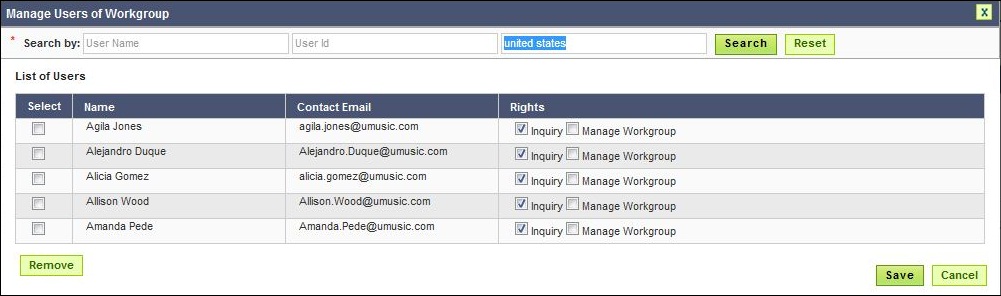 Manage Users of Workgroup X
* Search by: User Name User Id united states Search Reset
List of Users
Select Name Contact Email Rights
Agila Jones agila.jones@umusic.com Inquiry Manage Workgroup
Alejandro Duque Alejandro.Duque@umusic.com Inquiry Manage Workgroup
Alicia Gomez alicia.gomez@umusic.com Inquiry Manage Workgroup
Allison Wood Allison.Wood@umusic.com Inquiry Manage Workgroup
Amanda Pede Amanda.Pede@umusic.com Inquiry Manage Workgroup
Remove Save Cancel